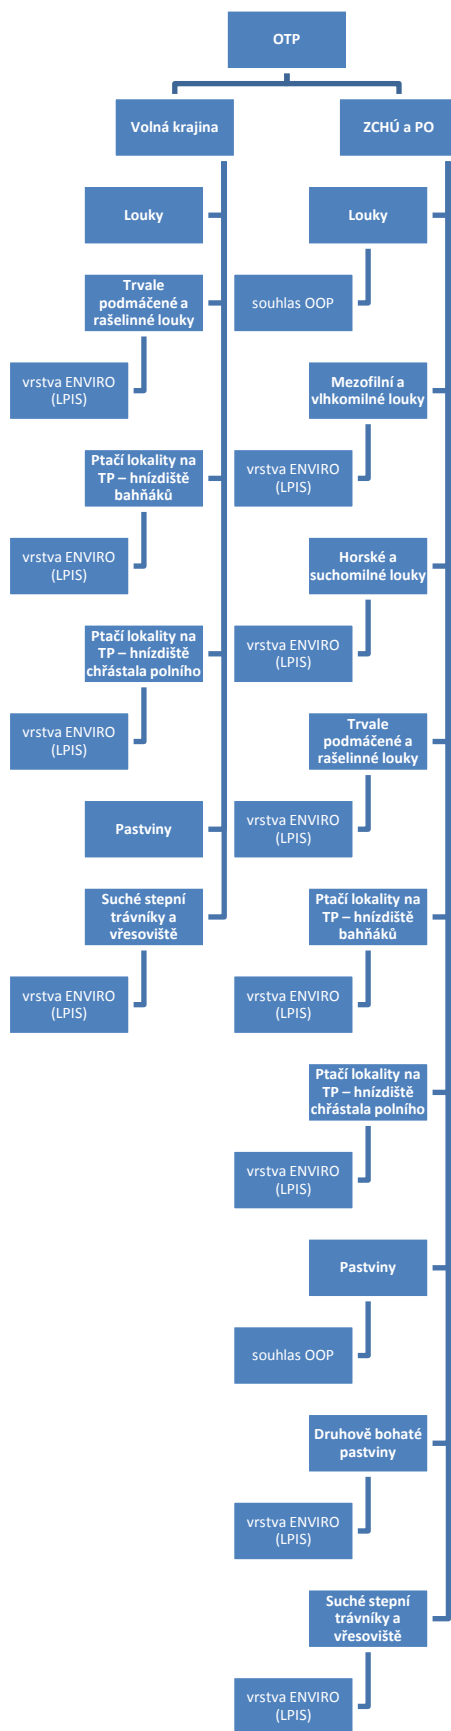 OTP
Volná krajina
Louky
Trvale
podmáčené a
rašelinné louky
vrstva ENVIRO
(LPIS)
Ptačí lokality na
TP – hnízdiště
bahňáků
vrstva ENVIRO
(LPIS)
Ptačí lokality na
TP – hnízdiště
chřástala polního
vrstva ENVIRO
(LPIS)
Pastviny
Suché stepní
trávníky a
vřesoviště
vrstva ENVIRO
(LPIS)
ZCHÚ a PO
Louky
souhlas OOP
Mezofilní a
vlhkomilné louky
vrstva ENVIRO
(LPIS)
Horské a
suchomilné louky
vrstva ENVIRO
(LPIS)
Trvale
podmáčené a
rašelinné louky
vrstva ENVIRO
(LPIS)
Ptačí lokality na
TP – hnízdiště
bahňáků
vrstva ENVIRO
(LPIS)
Ptačí lokality na
TP – hnízdiště
chřástala polního
vrstva ENVIRO
(LPIS)
Pastviny
souhlas OOP
Druhově bohaté
pastviny
vrstva ENVIRO
(LPIS)
Suché stepní
trávníky a
vřesoviště
vrstva ENVIRO
(LPIS)